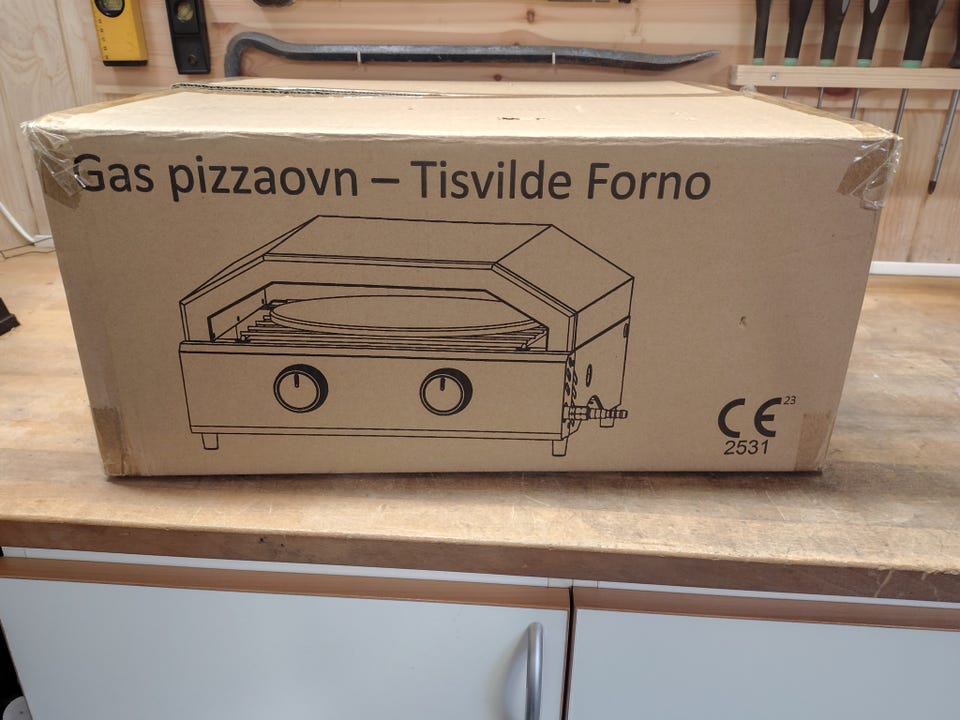 Gas pizzaovn – Tisvilde Forno
CE 23
2531